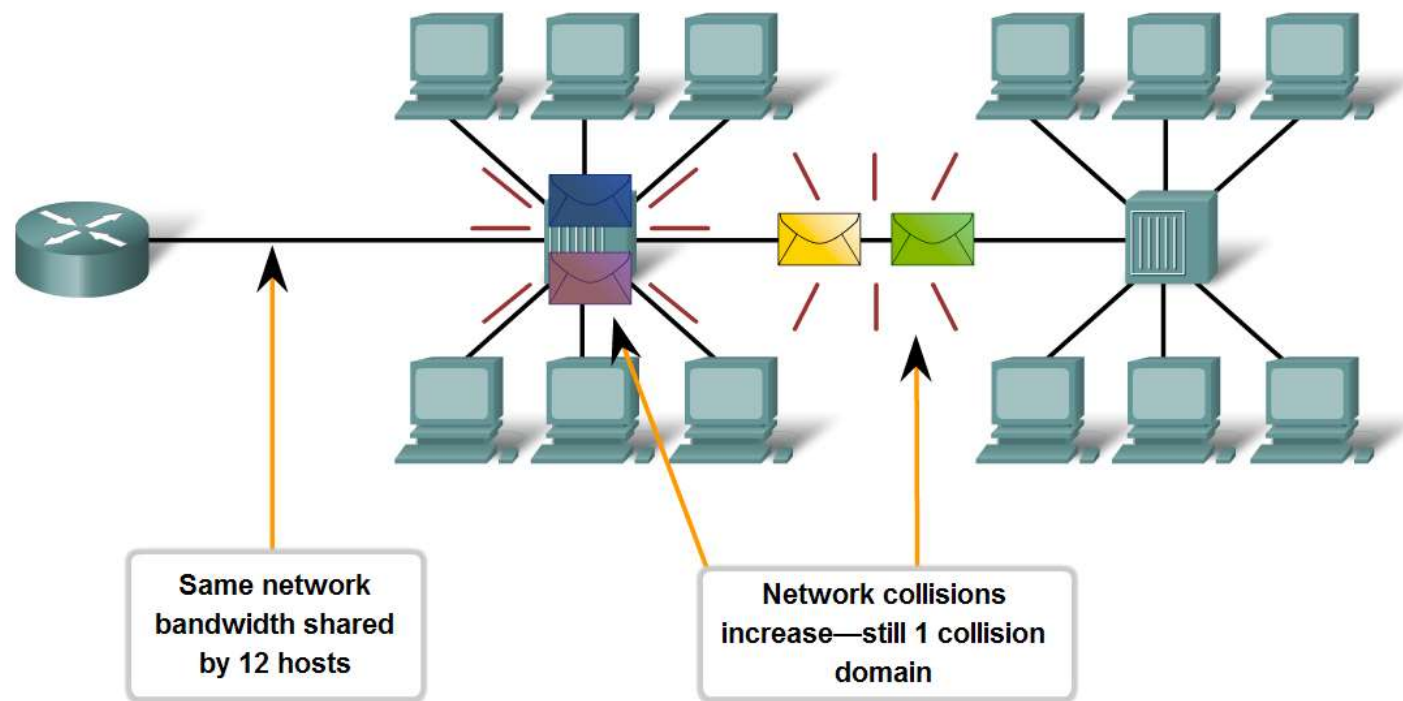 Same network
bandwidth shared
by 12 hosts
Network collisions
increase—still 1 collision
domain